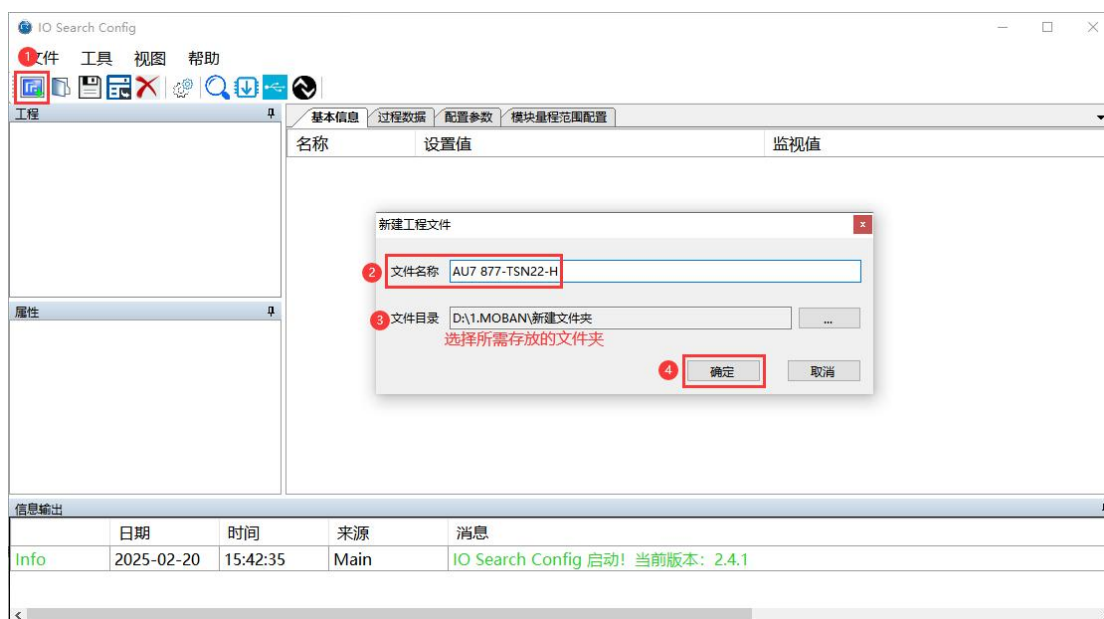 IO Search Config
1
文件 工具 视图 帮助
工程
基本信息 过程数据 配置参数 模块量程范围配置
名称 设置值 监视值
新建工程文件
2 文件名称 AU7 877-TSN22-H
3 文件目录 D:\1.MOBAN\新建文件夹 ...
选择所需存放的文件夹
4 确定 取消
属性
信息输出
日期 时间 来源 消息
Info 2025-02-20 15:42:35 Main IO Search Config 启动！当前版本：2.4.1